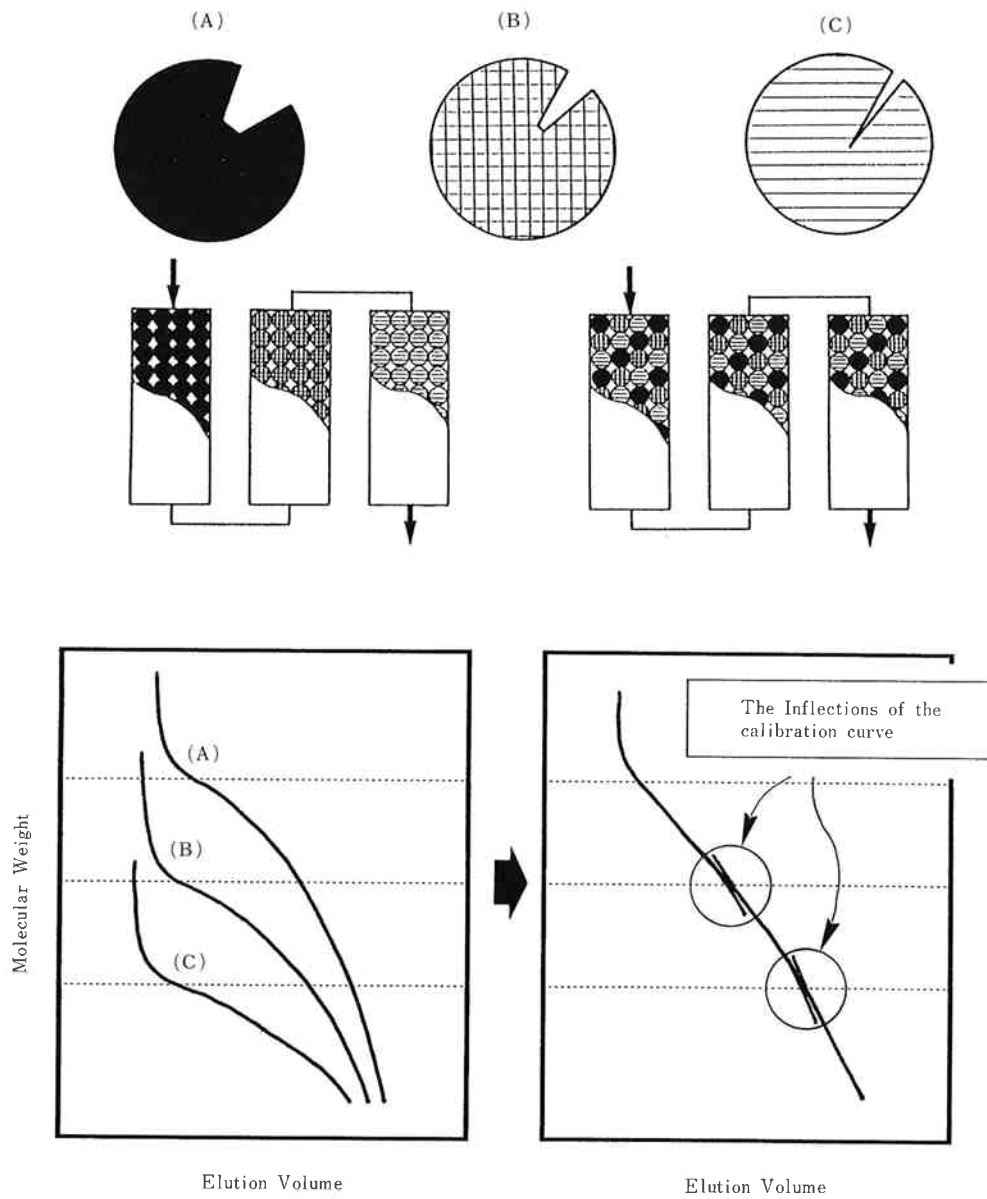 (A)
(B)
(C)
(A)
(B)
(C)
Molecular Weight
Elution Volume
The Inflections of the
calibration curve
Elution Volume